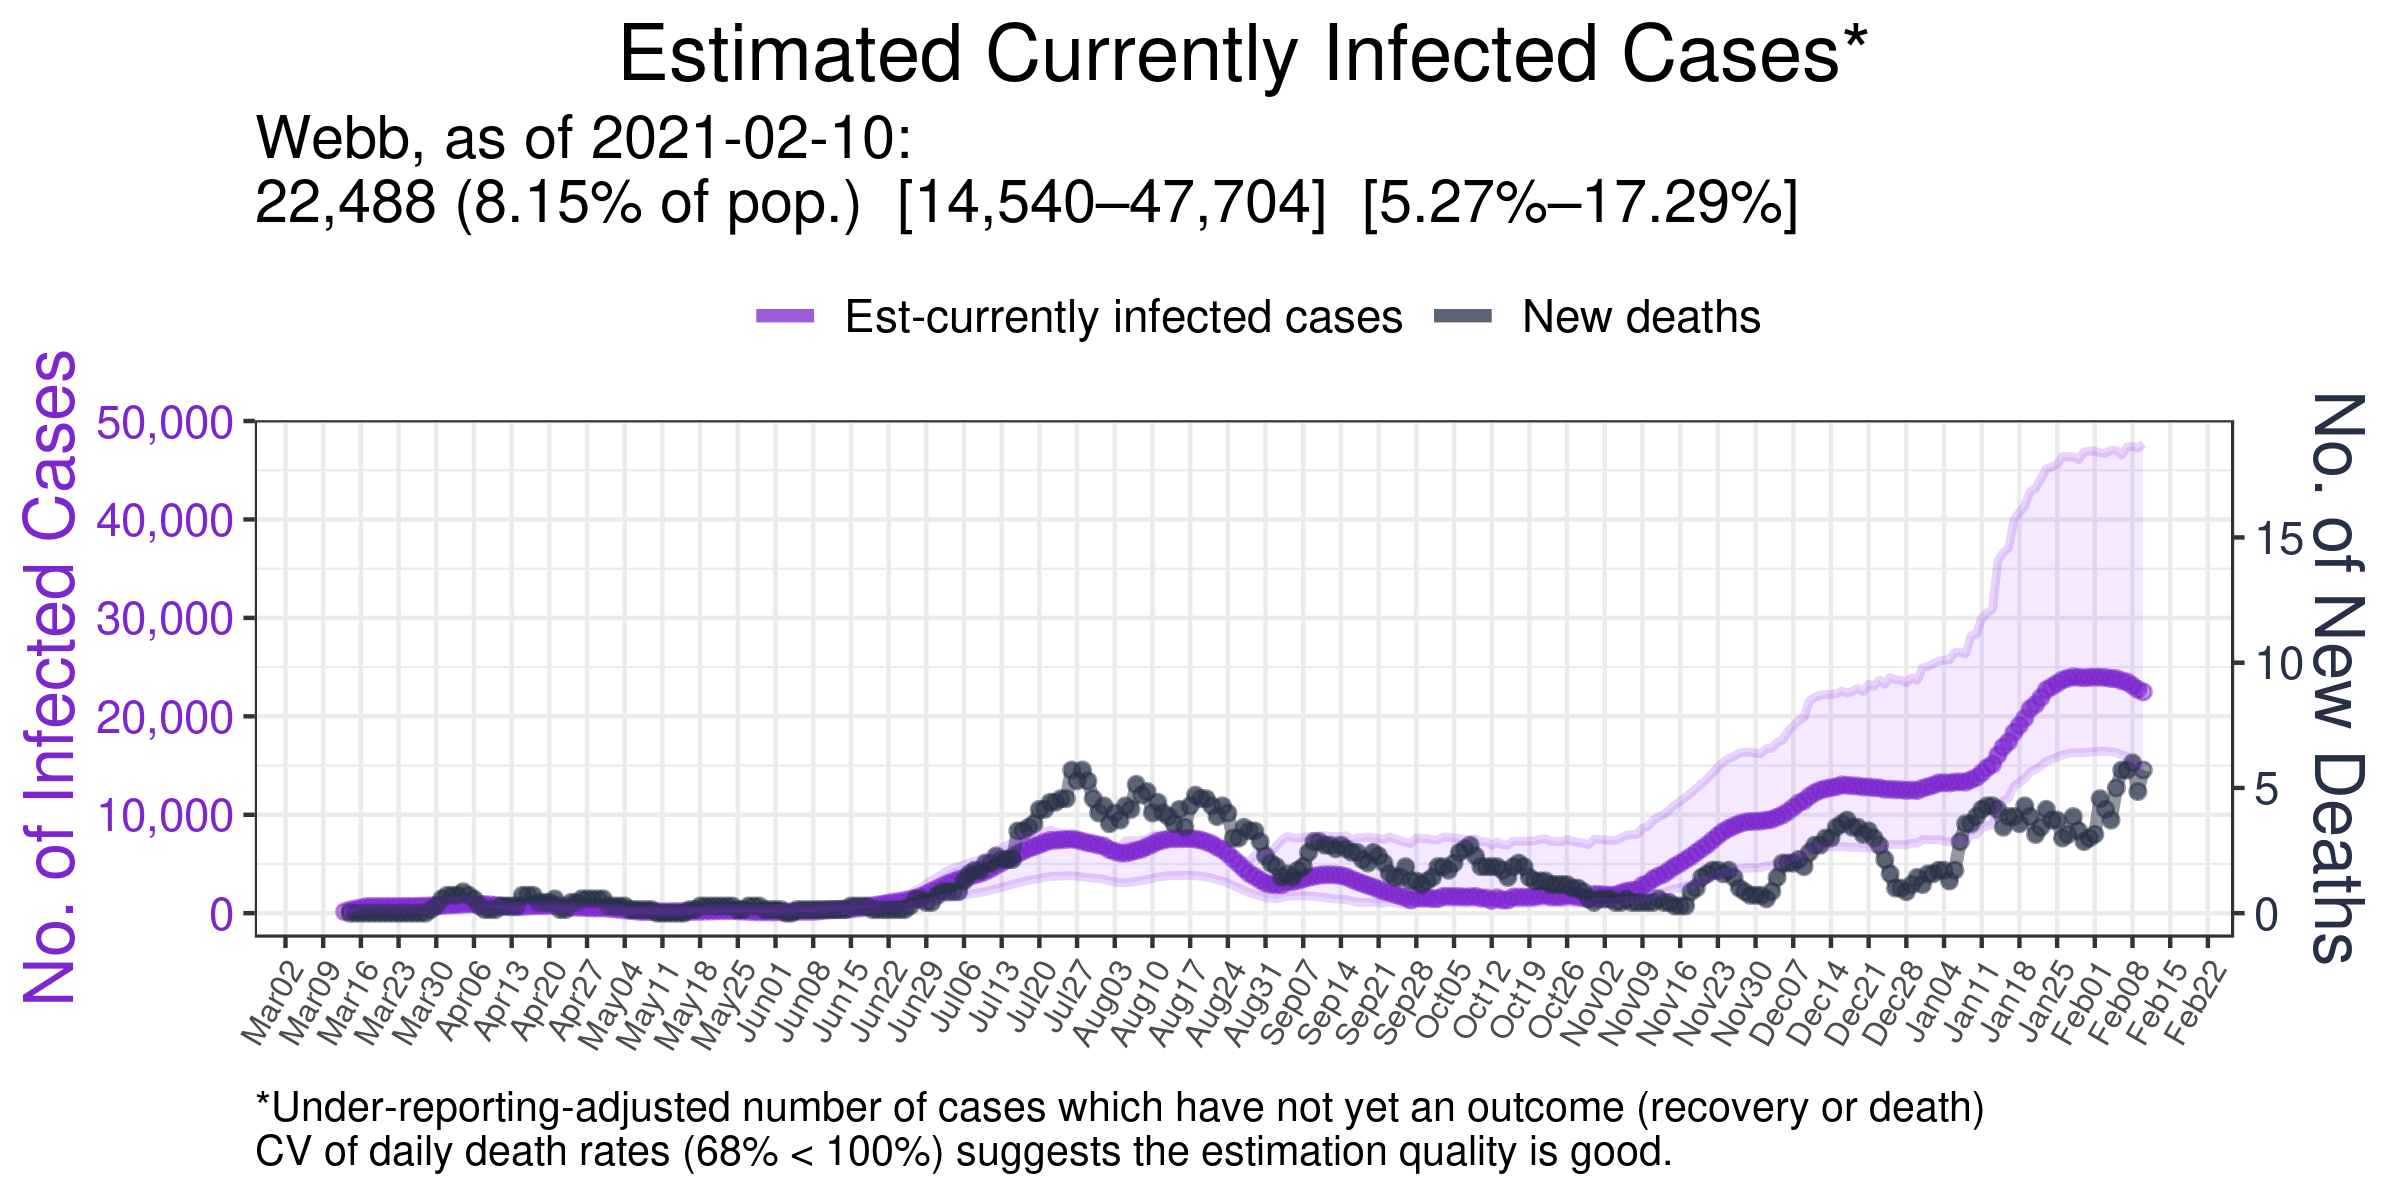 Estimated Currently Infected Cases*
Webb, as of 2021-02-10:
22,488 (8.15% of pop.) [14,540–47,704] [5.27%–17.29%]
Est-currently infected cases
New deaths
No. of Infected Cases
50,000
40,000
30,000
20,000
10,000
0
No. of New Deaths
15
10
5
0
Mar02
Mar09
Mar16
Mar23
Mar30
Apr06
Apr13
Apr20
Apr27
May04
May11
May18
May25
Jun01
Jun08
Jun15
Jun22
Jun29
Jul06
Jul13
Jul20
Jul27
Aug03
Aug10
Aug17
Aug24
Aug31
Sep07
Sep14
Sep21
Sep28
Oct05
Oct12
Oct19
Oct26
Nov02
Nov09
Nov16
Nov23
Nov30
Dec07
Dec14
Dec21
Dec28
Jan04
Jan11
Jan18
Jan25
Feb01
Feb08
Feb15
Feb22
*Under-reporting-adjusted number of cases which have not yet an outcome (recovery or death)
CV of daily death rates (68% < 100%) suggests the estimation quality is good.